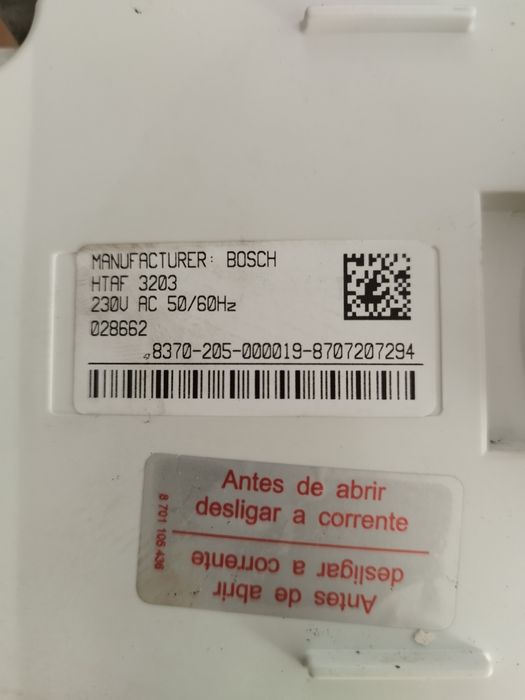 MANUFACTURER: BOSCH
HTAF 3203
230V AC 50/60Hz
028662
8370-205-000019-8707207294
Antes de abrir
desligar a corrente
8 701 105 436
Antes de abrir
desligar a corrente